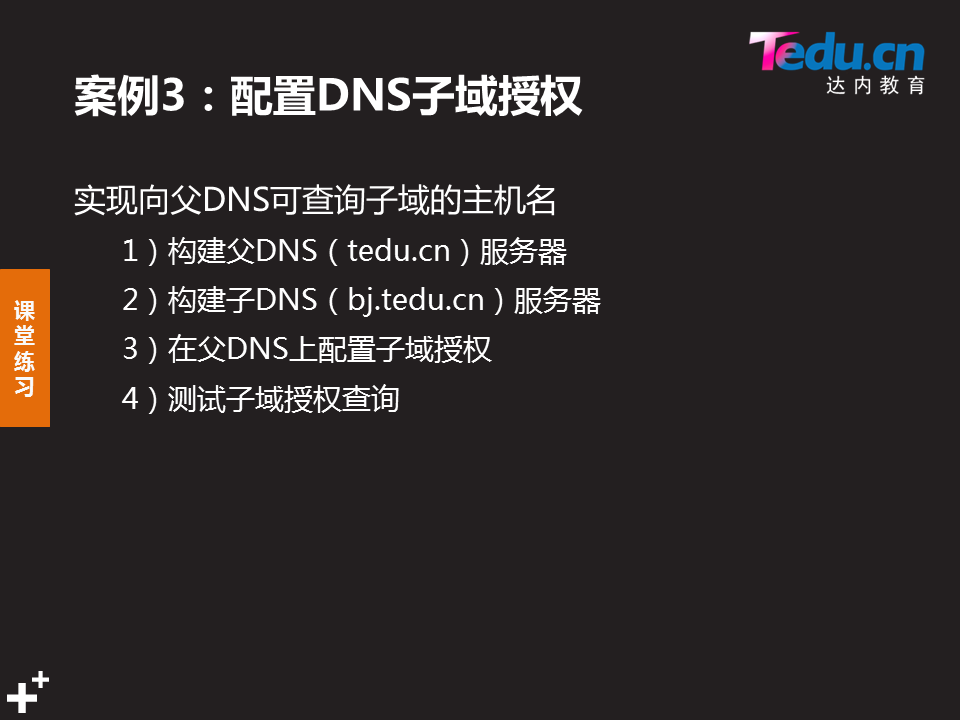 Tedu.cn
达内教育
案例3：配置DNS子域授权
实现向父DNS可查询子域的主机名
1）构建父DNS（tedu.cn）服务器
2）构建子DNS（bj.tedu.cn）服务器
3）在父DNS上配置子域授权
4）测试子域授权查询
课堂练习